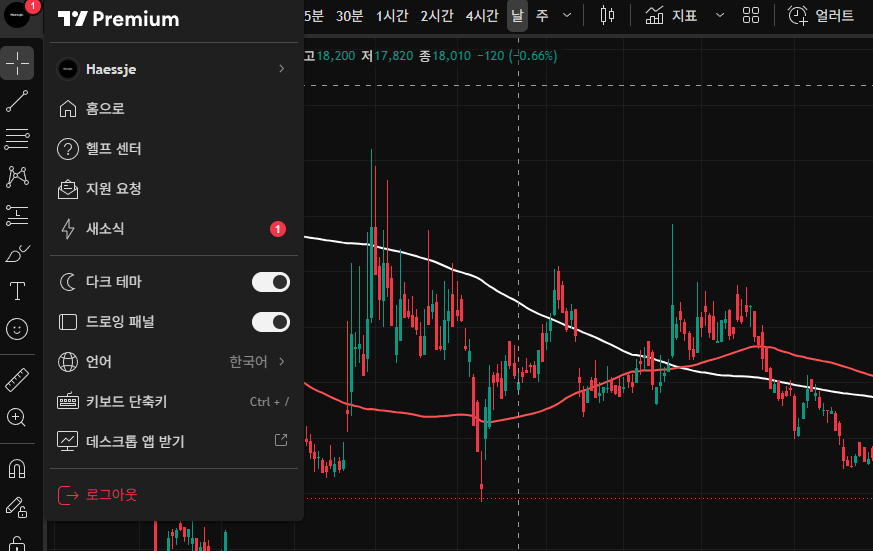 Haessje
1
Premium
5분 30분 1시간 2시간 4시간 날 주 지표 얼러트
고18,200 저17,820 종18,010 −120 (−0.66%)
Haessje
홈으로
헬프 센터
지원 요청
새소식 1
다크 테마
드로잉 패널
언어 한국어
키보드 단축키 Ctrl + /
데스크톱 앱 받기
로그아웃